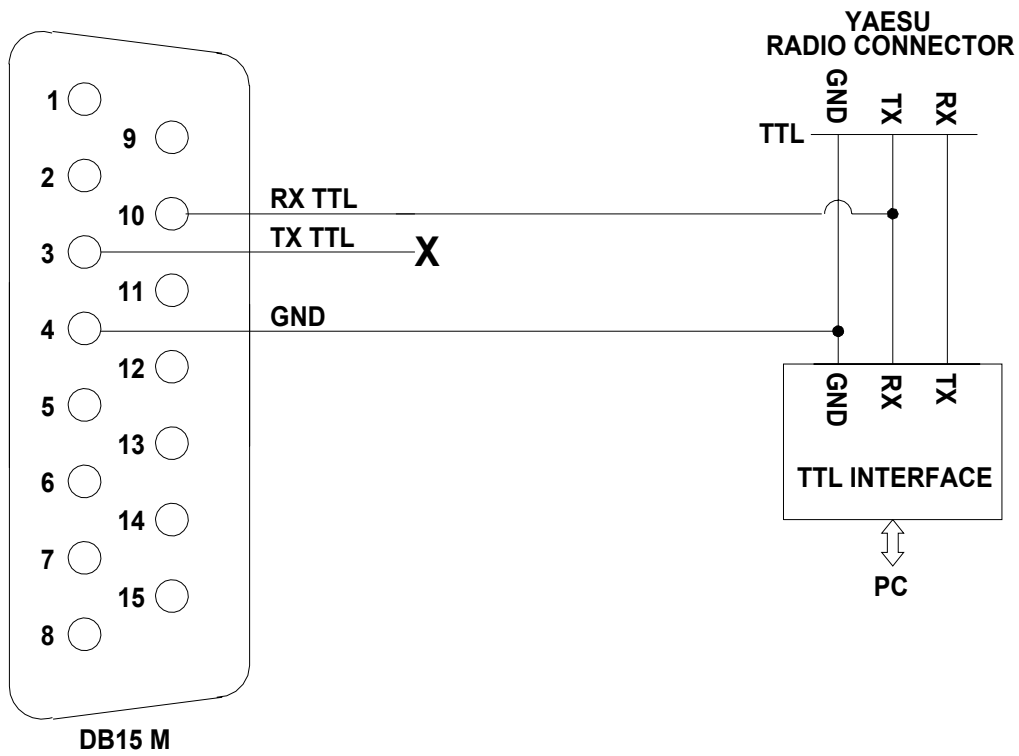 YAESU
RADIO CONNECTOR
GND TX RX
TTL
1
9
2
10 RX TTL
3 TX TTL X
11
4 GND
12
GND RX TX
5
13
6
TTL INTERFACE
14
7
15
PC
8
DB15 M